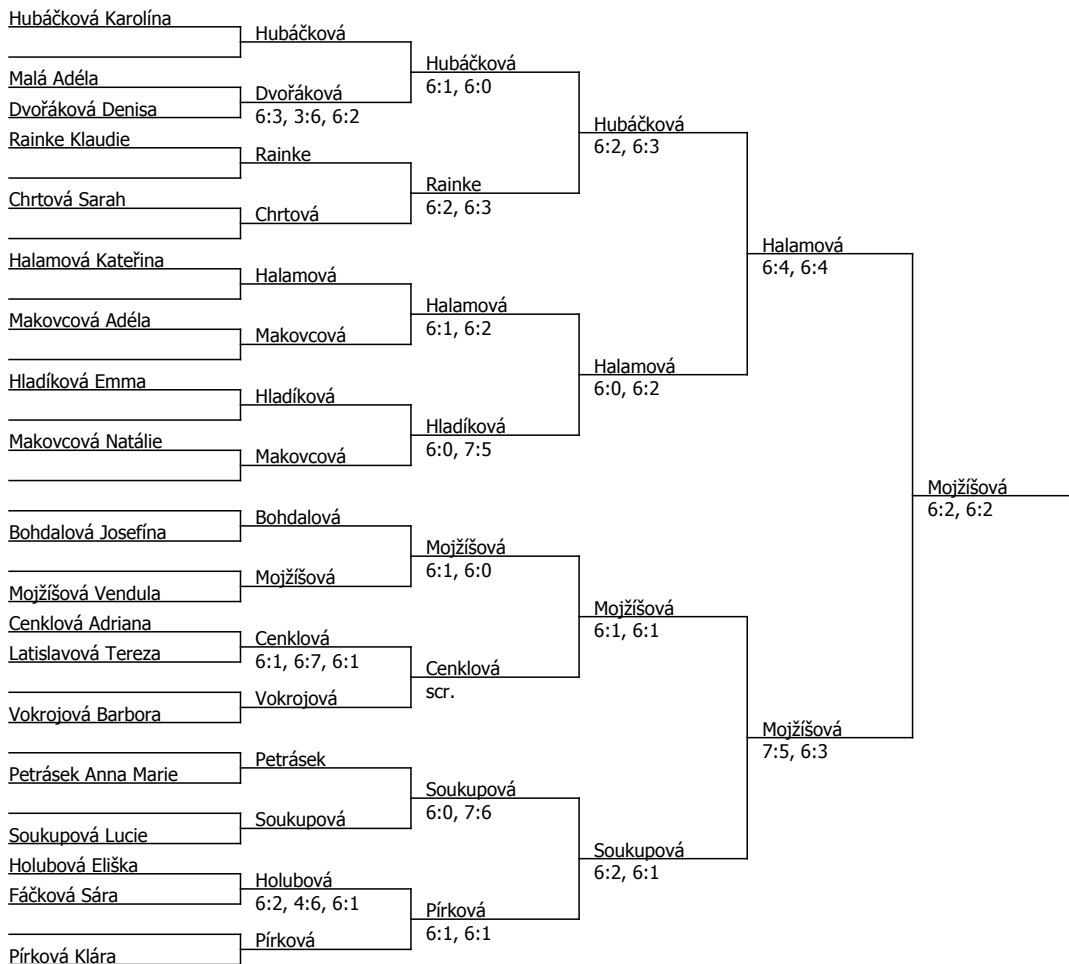 Hubáčková Karolína
Malá Adéla
Dvořáková Denisa
Rainke Klaudie
Chrtová Sarah
Halamová Kateřina
Makovcová Adéla
Hladíková Emma
Makovcová Natálie
Bohdalová Josefína
Mojžíšová Vendula
Cenklová Adriana
Latislavová Tereza
Vokrojová Barbora
Petrásek Anna Marie
Soukupová Lucie
Holubová Eliška
Fáčková Sára
Pírková Klára
Hubáčková
Dvořáková
6:3, 3:6, 6:2
Rainke
Chrtová
Halamová
Makovcová
Hladíková
Makovcová
Bohdalová
Mojžíšová
Cenklová
6:1, 6:7, 6:1
Vokrojová
Petrásek
Soukupová
Holubová
6:2, 4:6, 6:1
Pírková
Hubáčková
6:1, 6:0
Rainke
6:2, 6:3
Halamová
6:1, 6:2
Hladíková
6:0, 7:5
Mojžíšová
6:1, 6:0
Cenklová
scr.
Soukupová
6:0, 7:6
Pírková
6:1, 6:1
Hubáčková
6:2, 6:3
Halamová
6:0, 6:2
Mojžíšová
6:1, 6:1
Soukupová
6:2, 6:1
Halamová
6:4, 6:4
Mojžíšová
7:5, 6:3
Mojžíšová
6:2, 6:2